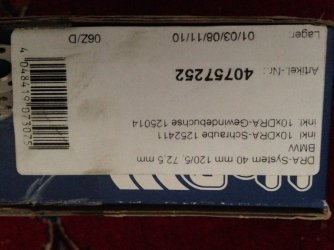 DRA-System 40 mm 120/5, 72.5 mm
BMW
inkl. 10xDRA-Schraube 1252411
inkl. 10xDRA-Gewindebuchse 125014
Artikel-Nr.: 40757252
Lager: 01/03/08/11/10 06Z/D